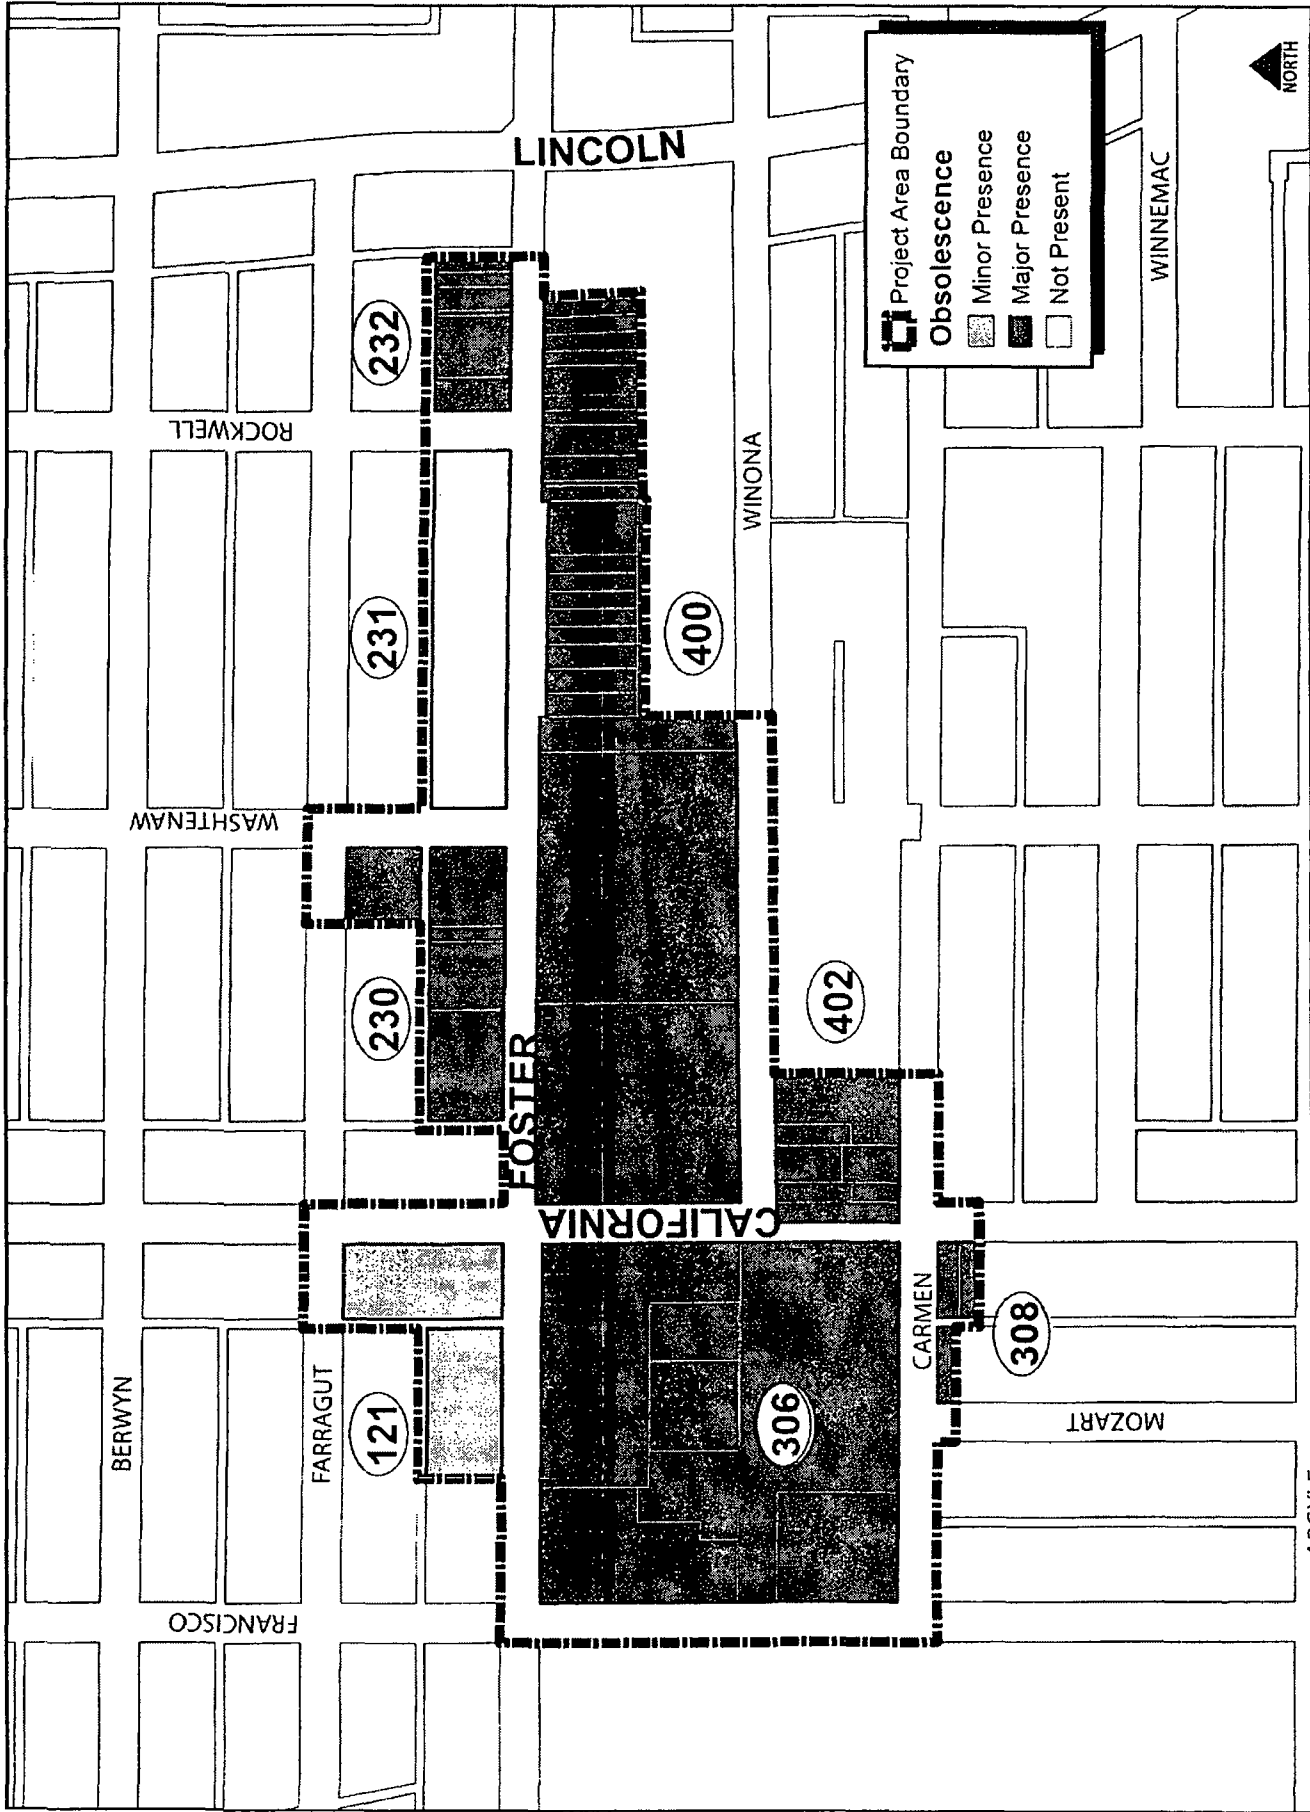 BERWYN
FARRAGUT
FRANCISCO
WASHTENAW
ROCKWELL
LINCOLN
121
230
231
232
FOSTER
CALIFORNIA
306
400
402
WINONA
CARMEN
308
MOZART
WINNEMAC
Project Area Boundary
Obsolescence
Minor Presence
Major Presence
Not Present
NORTH